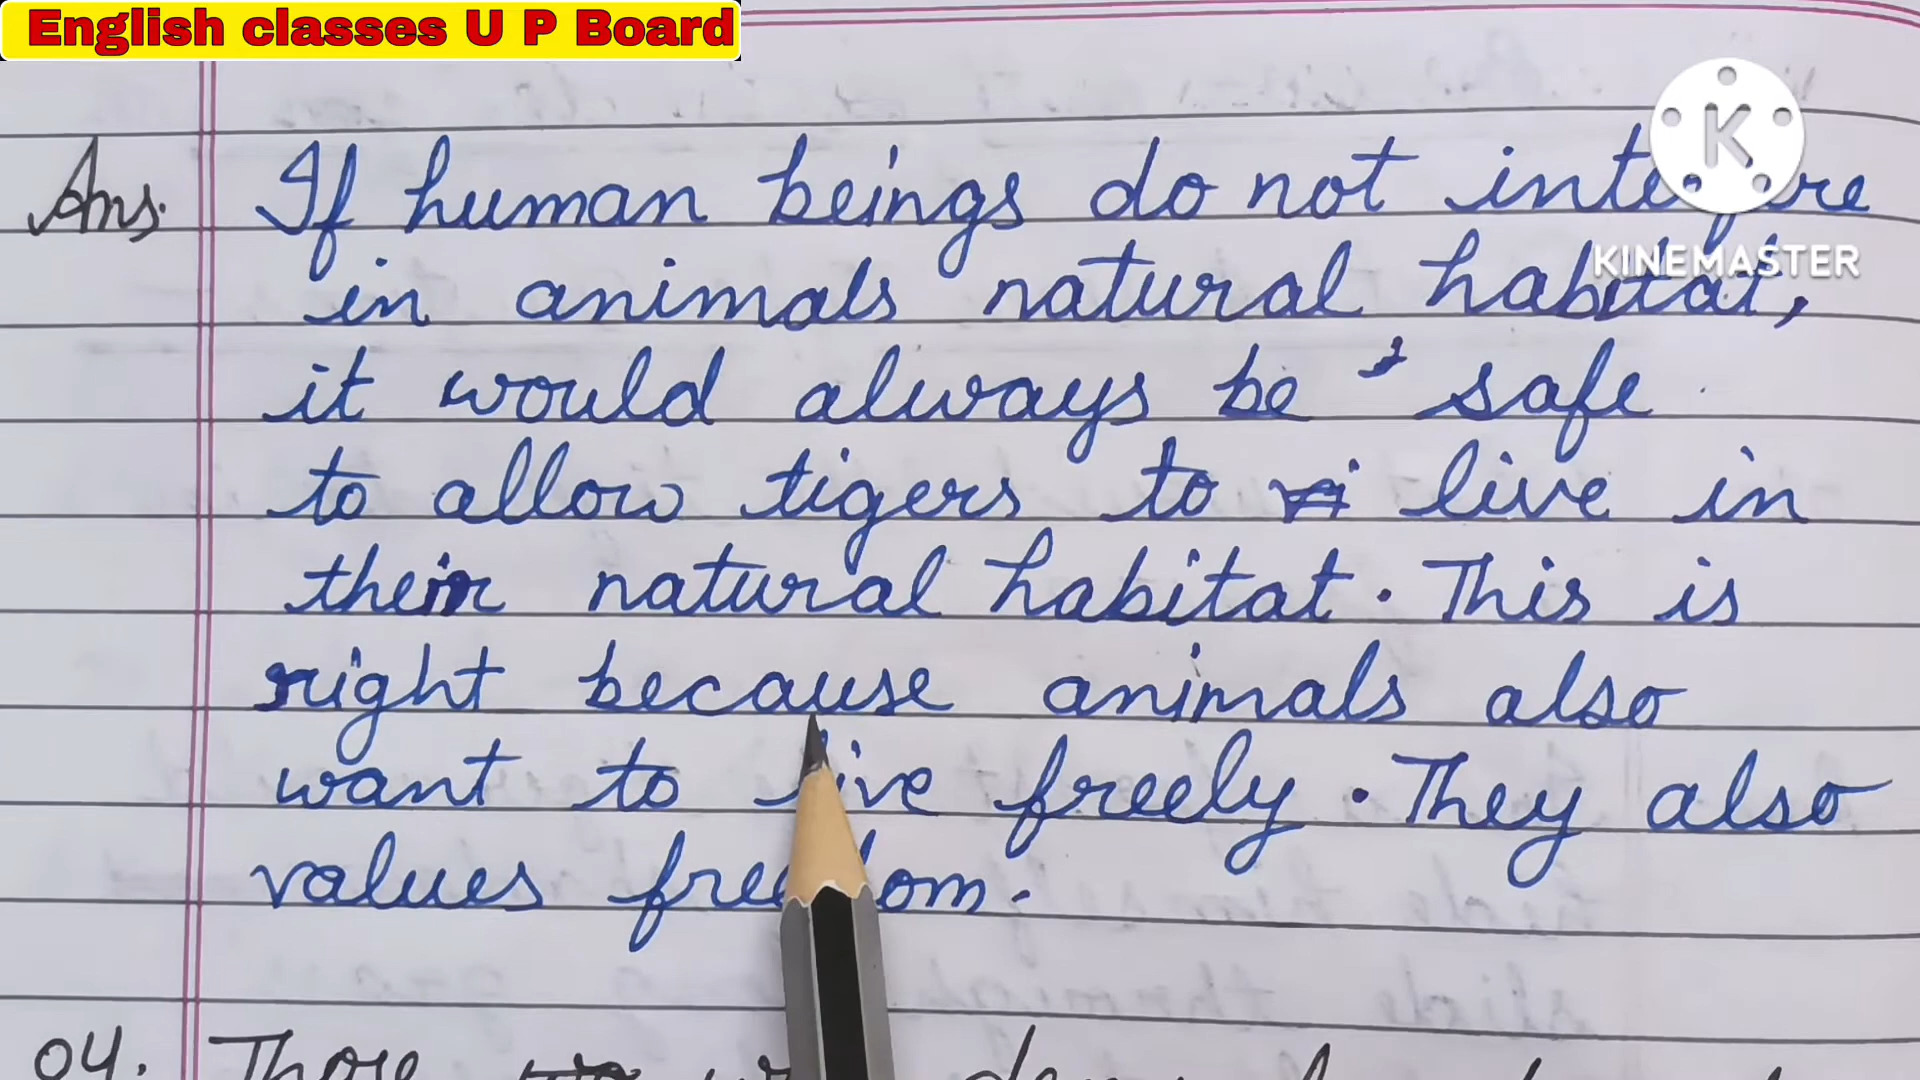 English classes U P Board
Ans. If human beings do not interfere
KINEMASTER
in animals natural habitat,
it would always be safe
to allow tigers to live in
their natural habitat. This is
right because animals also
want to live freely. They also
values freedom.
04. Those